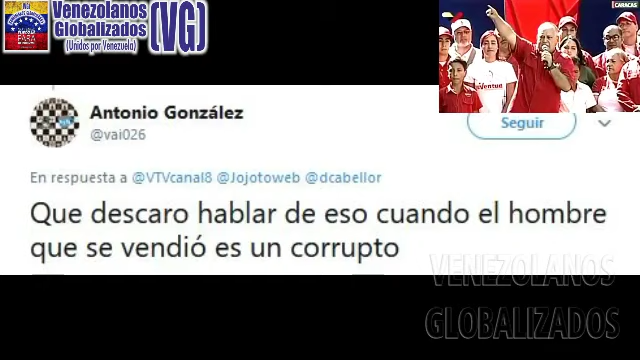 Venezolanos
Globalizados
(Unidos por Venezuela)
(VG)
CARACAS
Antonio González
@vai026
Seguir
En respuesta a @VTVcanal8 @Jojotoweb @dcabellor
Que descaro hablar de eso cuando el hombre
que se vendió es un corrupto
VENEZOLANOS
GLOBALIZADOS